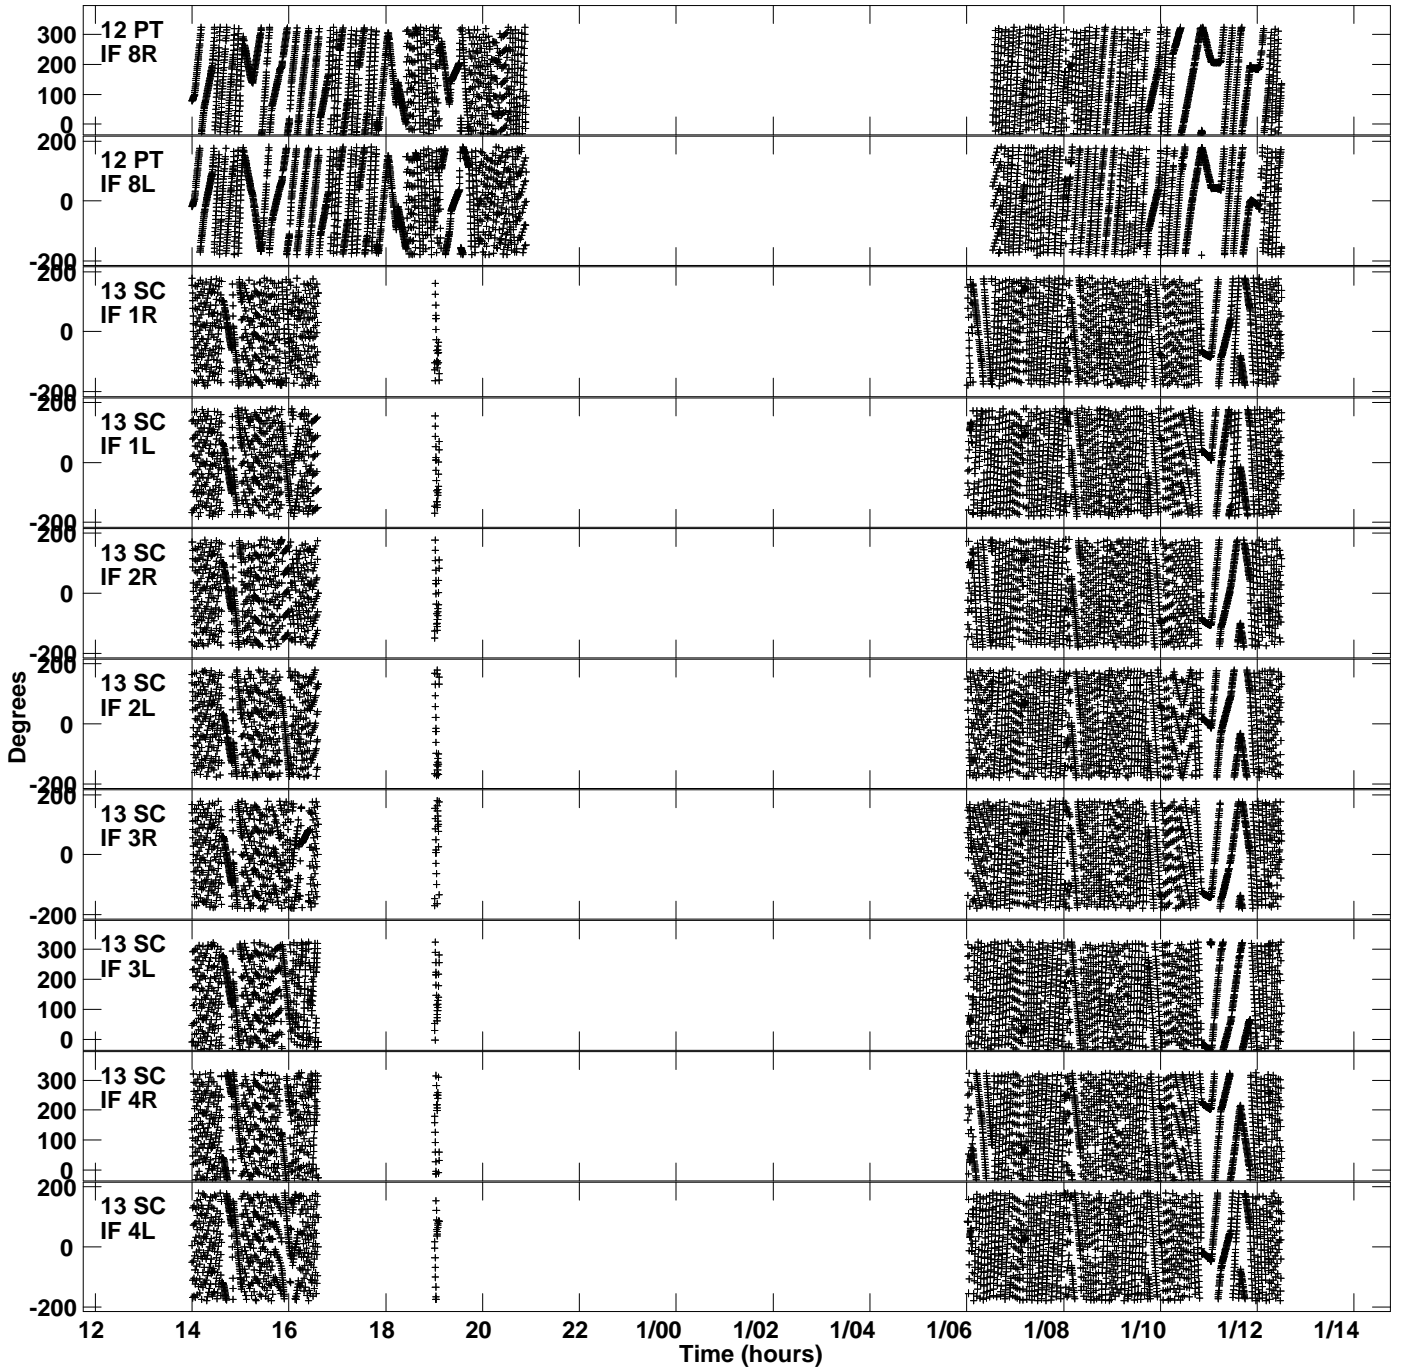 12 PT
IF 8R
300
200
100
0
12 PT
IF 8L
200
0
-200
13 SC
IF 1R
200
0
-200
13 SC
IF 1L
200
0
-200
13 SC
IF 2R
200
0
-200
13 SC
IF 2L
200
0
-200
13 SC
IF 3R
200
0
-200
13 SC
IF 3L
300
200
100
0
13 SC
IF 4R
300
200
100
0
13 SC
IF 4L
200
0
-200
Degrees
12 14 16 18 20 22 1/00 1/02 1/04 1/06 1/08 1/10 1/12 1/14
Time (hours)